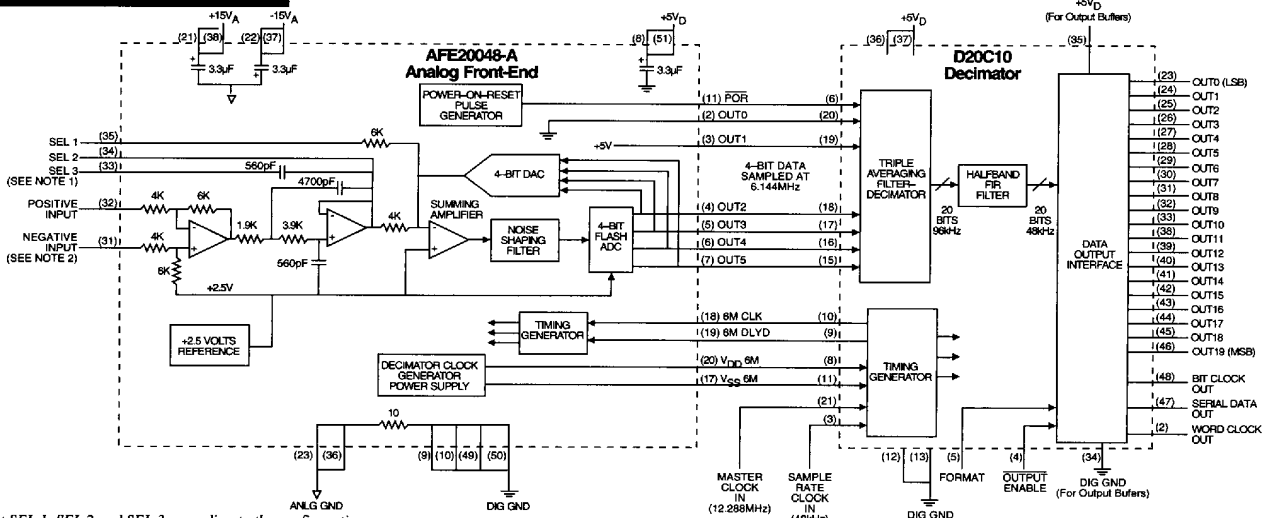 +15VA
-15VA
(21) (38) (22) (37)
3.3µF
3.3µF
+5VD
(8) (51)
3.3µF
AFE20048-A
Analog Front-End
POWER-ON-RESET
PULSE
GENERATOR
SEL 1 (35)
SEL 2 (34)
SEL 3 (33)
(SEE NOTE 1)
POSITIVE
INPUT
(32)
NEGATIVE
INPUT
(31)
(SEE NOTE 2)
6K
560pF
4700pF
4K
6K
1.9K
3.9K
4K
4K
6K
560pF
+2.5V
+2.5 VOLTS
REFERENCE
4-BIT DAC
SUMMING
AMPLIFIER
NOISE
SHAPING
FILTER
4-BIT
FLASH
ADC
TIMING
GENERATOR
DECIMATOR CLOCK
GENERATOR
POWER SUPPLY
10
(23) (36)
ANLG GND
(9) (10) (49) (50)
DIG GND
(11) POR (6)
(2) OUT0 (20)
+5V
(3) OUT1 (19)
4-BIT DATA
SAMPLED AT
6.144MHz
(4) OUT2 (18)
(5) OUT3 (17)
(6) OUT4 (16)
(7) OUT5 (15)
(18) 6M CLK (10)
(19) 6M DLYD (9)
(20) VDD 6M (8)
(17) VSS 6M (11)
(21)
(3)
MASTER
CLOCK
IN
(12.288MHz)
SAMPLE
RATE
CLOCK
IN
+5VD
(36) (37)
D20C10
Decimator
TRIPLE
AVERAGING
FILTER-
DECIMATOR
20
BITS
96kHz
HALFBAND
FIR
FILTER
20
BITS
48kHz
TIMING
GENERATOR
(12) (13)
DIG GND
(5)
FORMAT
(4)
OUTPUT
ENABLE
+5VD
(For Output Buffers)
(35)
DATA
OUTPUT
INTERFACE
(34)
DIG GND
(For Output Bufers)
(23) OUT0 (LSB)
(24) OUT1
(25) OUT2
(26) OUT3
(27) OUT4
(28) OUT5
(29) OUT6
(30) OUT7
(31) OUT8
(32) OUT9
(33) OUT10
(38) OUT11
(39) OUT12
(40) OUT13
(41) OUT14
(42) OUT15
(43) OUT16
(44) OUT17
(45) OUT18
(46) OUT19 (MSB)
(48) BIT CLOCK
OUT
(47) SERIAL DATA
OUT
(2) WORD CLOCK
OUT